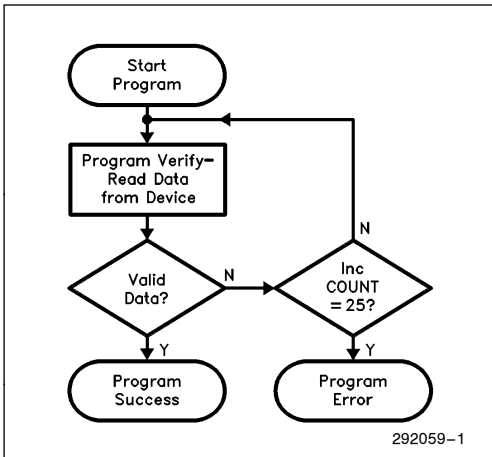 Start
Program
Program Verify–
Read Data
from Device
Valid
Data?
N
Y
Inc
COUNT
= 25?
N
Y
Program
Success
Program
Error
292059–1